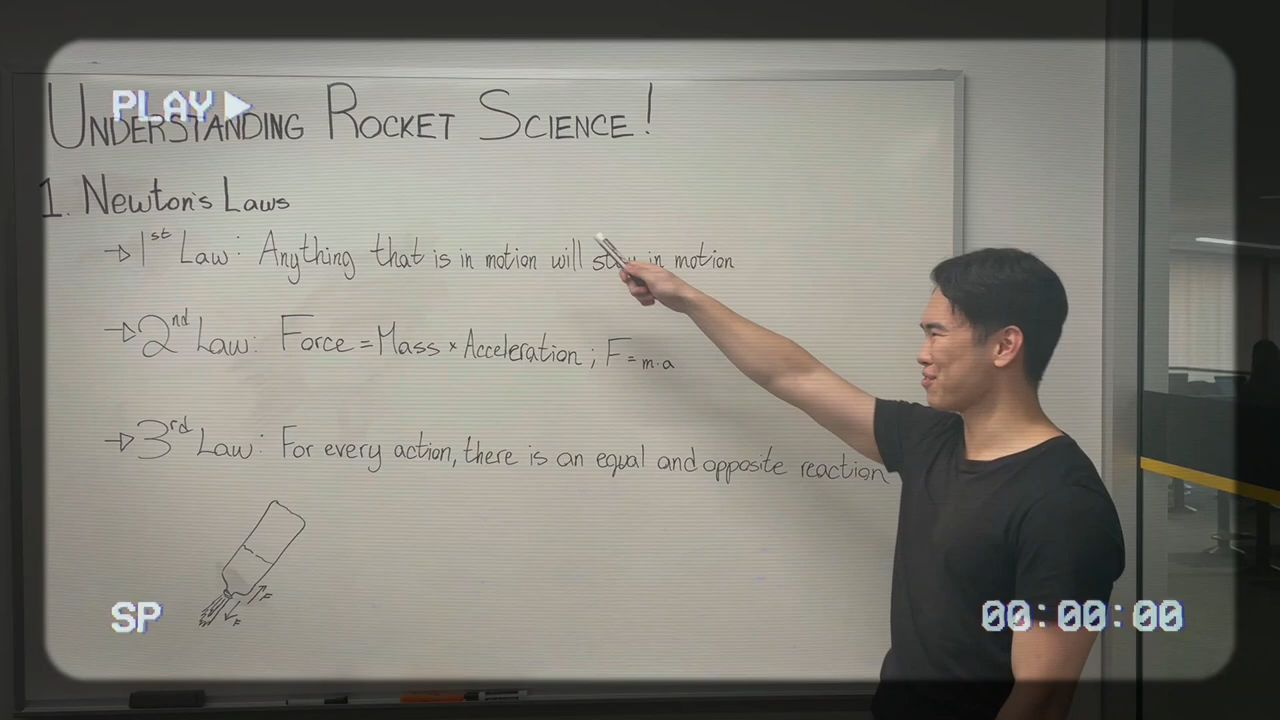 PLAY
UNDERSTANDING ROCKET SCIENCE!
1. Newton's Laws
→ 1st Law: Anything that is in motion will stay in motion
→ 2nd Law: Force = Mass × Acceleration ; F = m·a
→ 3rd Law: For every action, there is an equal and opposite reaction
F
F
SP
00:00:00